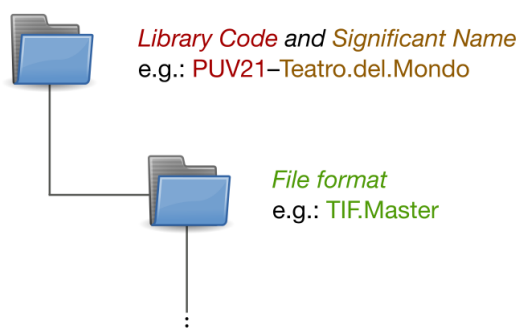 Library Code and Significant Name
e.g.: PUV21–Teatro.del.Mondo
File format
e.g.: TIF.Master